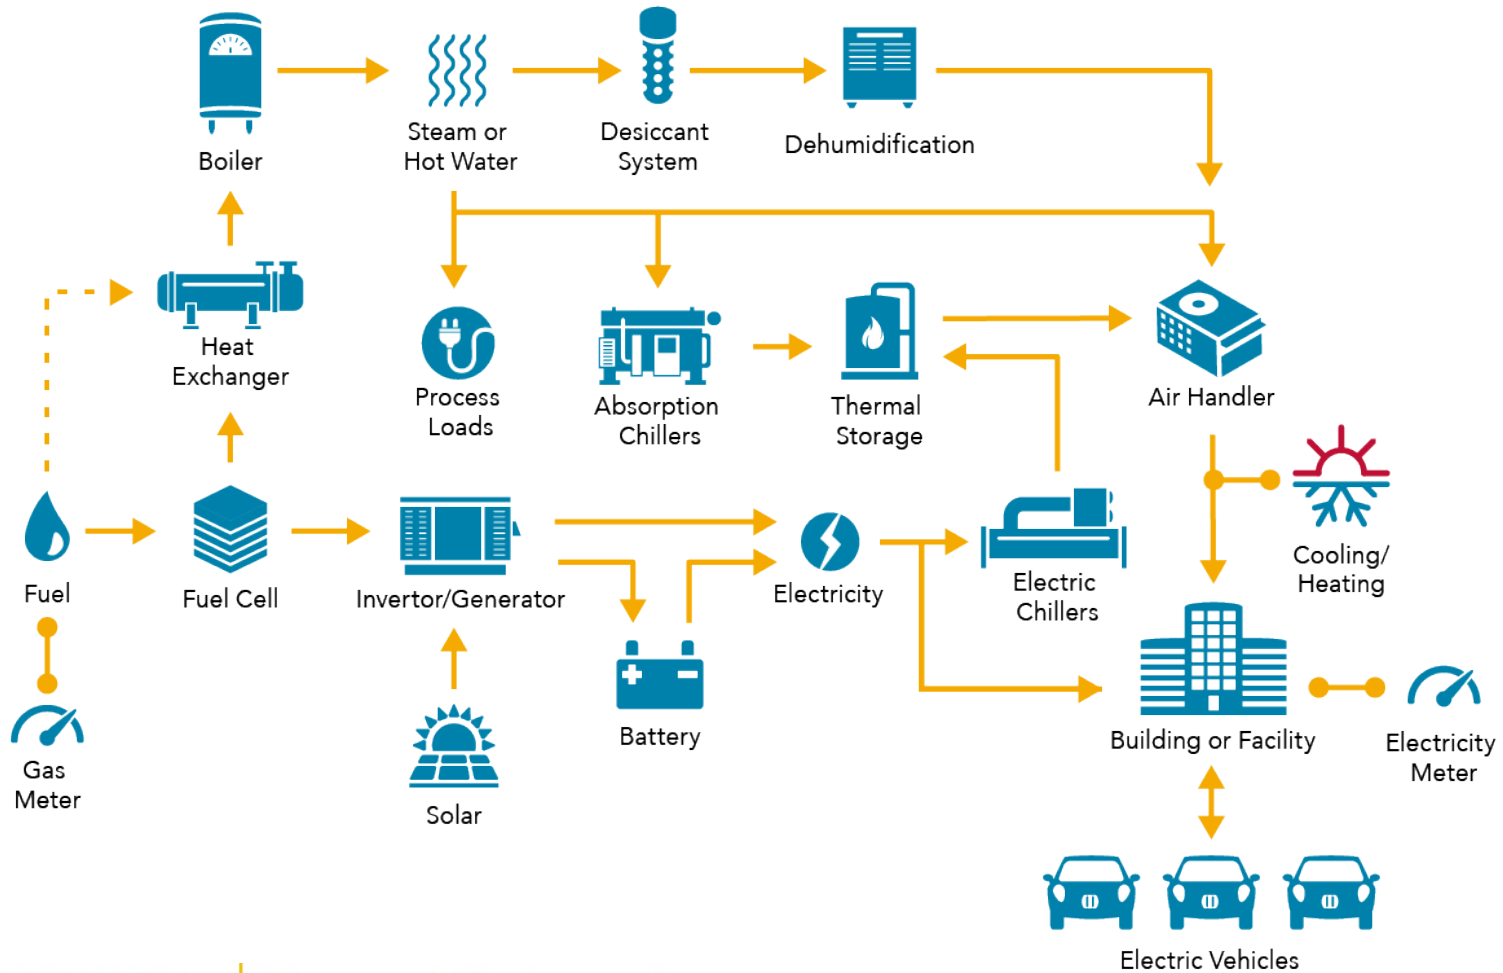 Boiler
Steam or
Hot Water
Desiccant
System
Dehumidification
Heat
Exchanger
Process
Loads
Absorption
Chillers
Thermal
Storage
Air Handler
Fuel
Fuel Cell
Invertor/Generator
Electricity
Electric
Chillers
Cooling/
Heating
Gas
Meter
Solar
Battery
Building or Facility
Electricity
Meter
Electric Vehicles